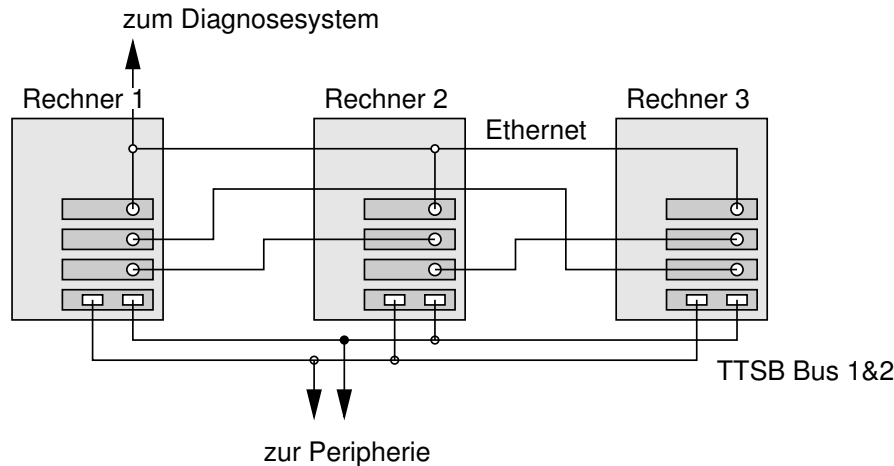 zum Diagnosesystem
Rechner 1
Rechner 2
Rechner 3
Ethernet
TTSB Bus 1&2
zur Peripherie